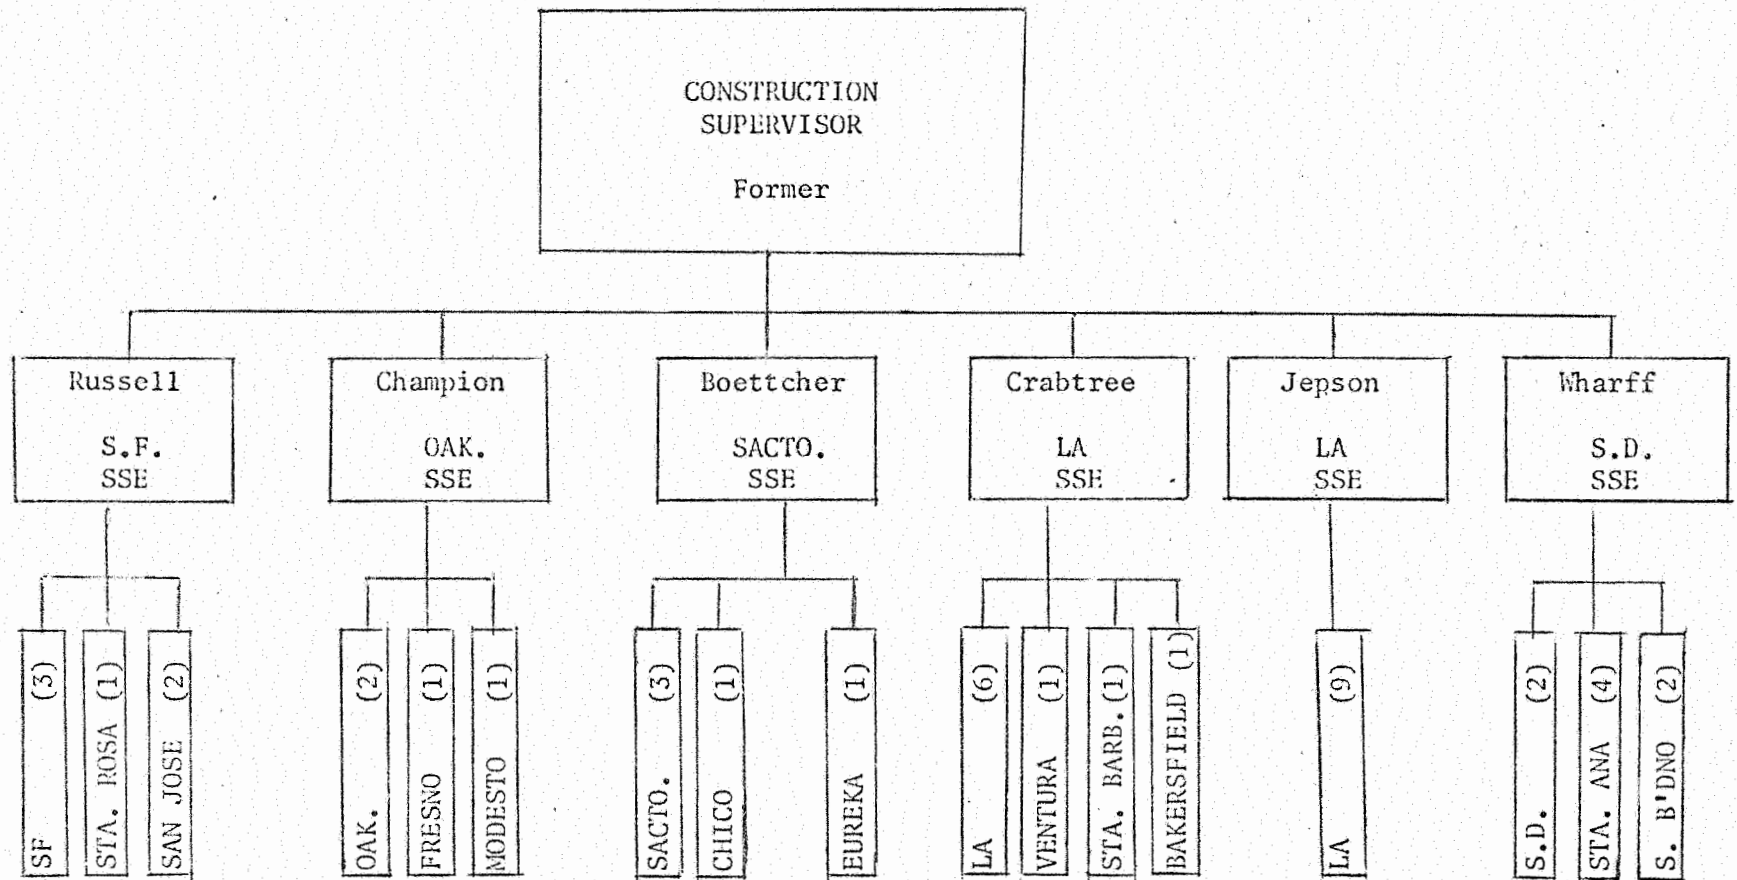 CONSTRUCTION
SUPERVISOR
Former
Russell
S.F.
SSE
Champion
OAK.
SSE
Boettcher
SACTO.
SSE
Crabtree
LA
SSE
Jepson
LA
SSE
Wharff
S.D.
SSE
SF (3)
STA. ROSA (1)
SAN JOSE (2)
OAK. (2)
FRESNO (1)
MODESTO (1)
SACTO. (3)
CHICO (1)
EUREKA (1)
LA (6)
VENTURA (1)
STA. BARB. (1)
BAKERSFIELD (1)
LA (9)
S.D. (2)
STA. ANA (4)
S. B'DNO (2)